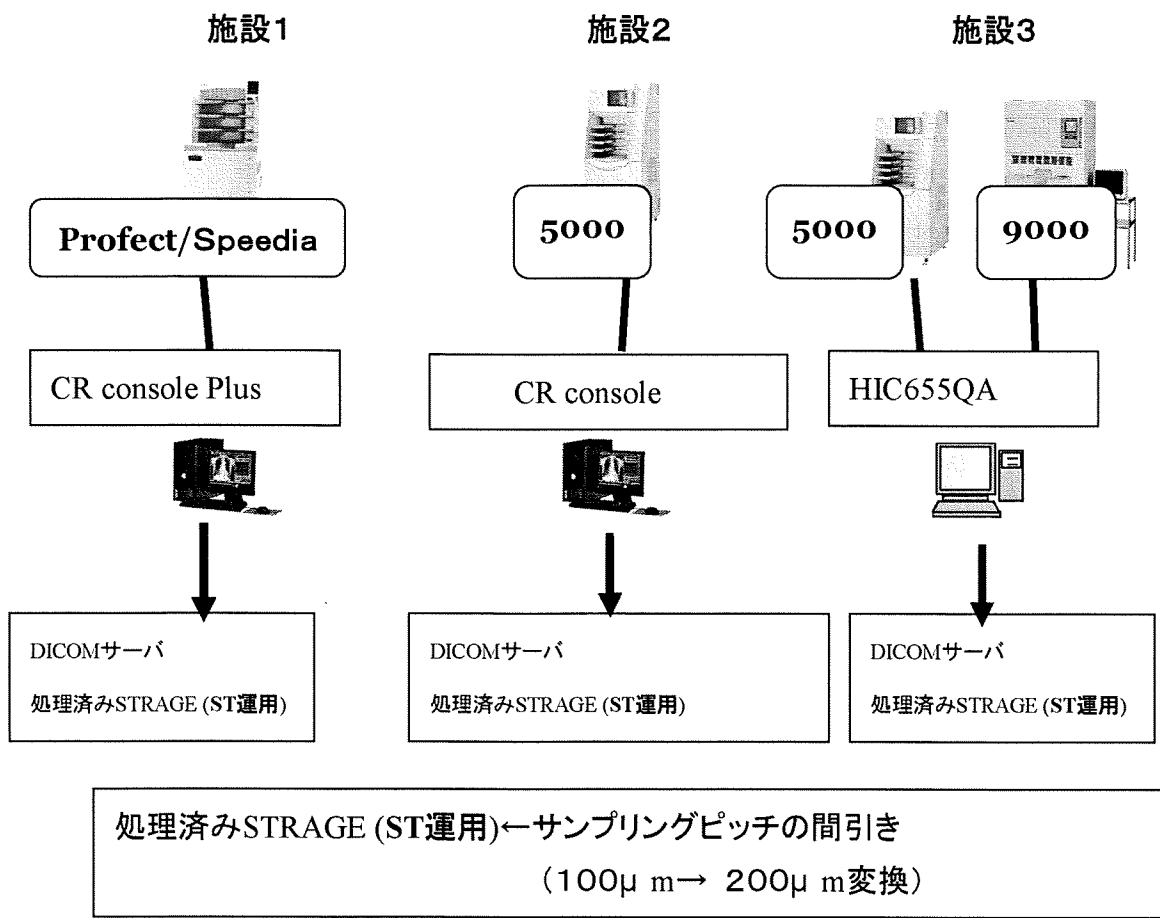 施設1
施設2
施設3
Profect/Speedia
5000
5000
9000
CR console Plus
CR console
HIC655QA
DICOMサーバ
処理済みSTRAGE (ST運用)
DICOMサーバ
処理済みSTRAGE (ST運用)
DICOMサーバ
処理済みSTRAGE (ST運用)
処理済みSTRAGE (ST運用)←サンプリングピッチの間引き
（100μ m→ 200μ m変換）